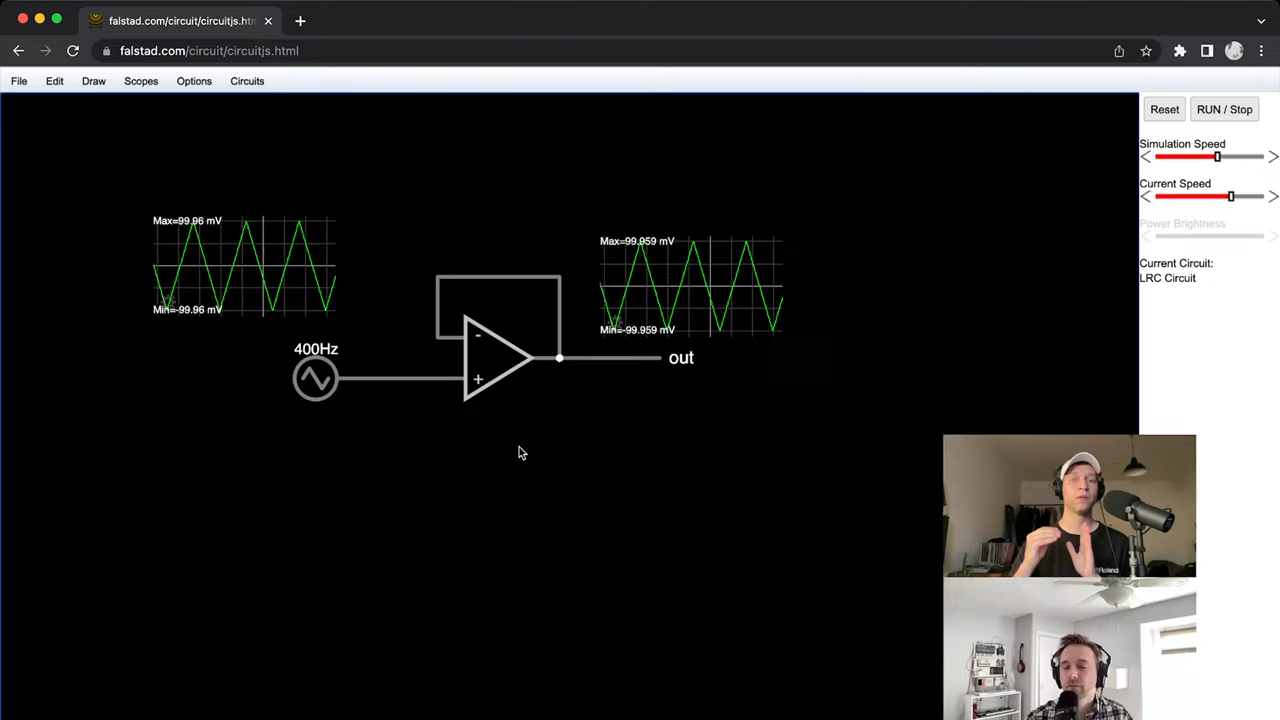 falstad.com/circuit/circuitjs.htm
falstad.com/circuit/circuitjs.html
File Edit Draw Scopes Options Circuits
Reset RUN / Stop
Simulation Speed
Current Speed
Power Brightness
Current Circuit:
LRC Circuit
Max=99.96 mV
Min=-99.96 mV
Max=99.959 mV
Min=-99.959 mV
400Hz
-
+
out
Roland